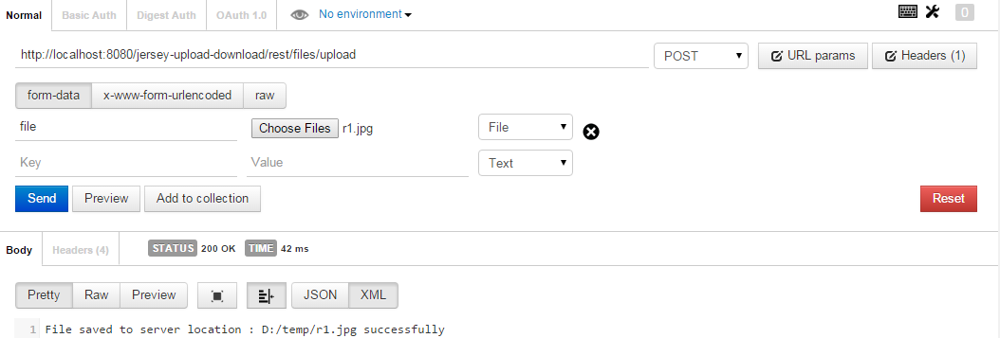 Normal Basic Auth Digest Auth OAuth 1.0 No environment 0
http://localhost:8080/jersey-upload-download/rest/files/upload POST URL params Headers (1)
form-data x-www-form-urlencoded raw
file Choose Files r1.jpg File
Key Value Text
Send Preview Add to collection Reset
Body Headers (4) STATUS 200 OK TIME 42 ms
Pretty Raw Preview JSON XML
1 File saved to server location : D:/temp/r1.jpg successfully